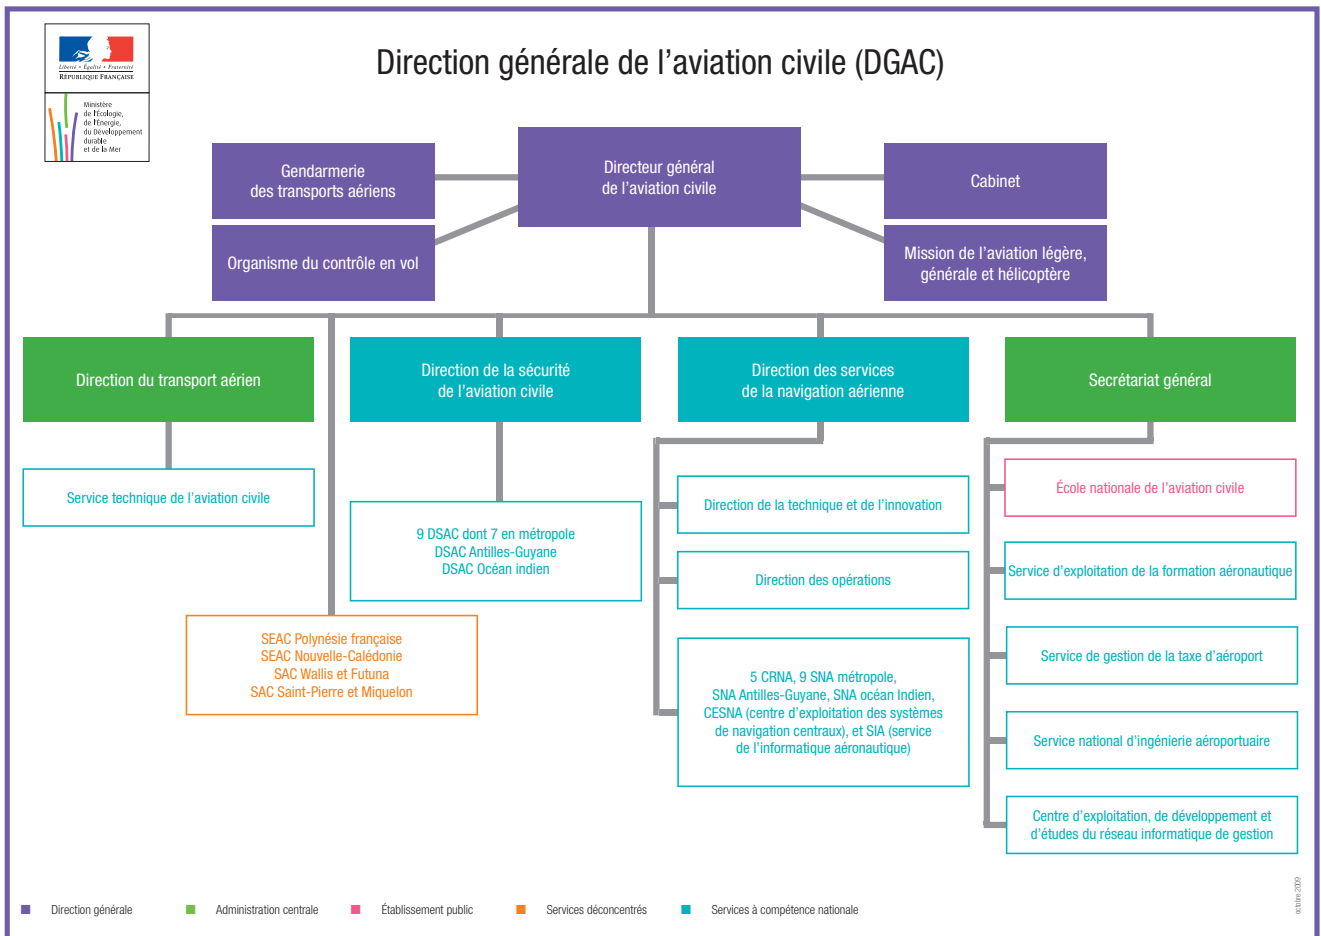 Liberté • Égalité • Fraternité
RÉPUBLIQUE FRANÇAISE
Ministère
de l'Écologie,
de l'Énergie,
du Développement
durable
et de la Mer
Direction générale de l'aviation civile (DGAC)
Gendarmerie
des transports aériens
Directeur général
de l'aviation civile
Cabinet
Organisme du contrôle en vol
Mission de l'aviation légère,
générale et hélicoptère
Direction du transport aérien
Direction de la sécurité
de l'aviation civile
Direction des services
de la navigation aérienne
Secrétariat général
Service technique de l'aviation civile
9 DSAC dont 7 en métropole
DSAC Antilles-Guyane
DSAC Océan indien
SEAC Polynésie française
SEAC Nouvelle-Calédonie
SAC Wallis et Futuna
SAC Saint-Pierre et Miquelon
Direction de la technique et de l'innovation
Direction des opérations
5 CRNA, 9 SNA métropole,
SNA Antilles-Guyane, SNA océan Indien,
CESNA (centre d'exploitation des systèmes
de navigation centraux), et SIA (service
de l'informatique aéronautique)
École nationale de l'aviation civile
Service d'exploitation de la formation aéronautique
Service de gestion de la taxe d'aéroport
Service national d'ingénierie aéroportuaire
Centre d'exploitation, de développement et
d'études du réseau informatique de gestion
Direction générale
Administration centrale
Établissement public
Services déconcentrés
Services à compétence nationale
octobre 2009